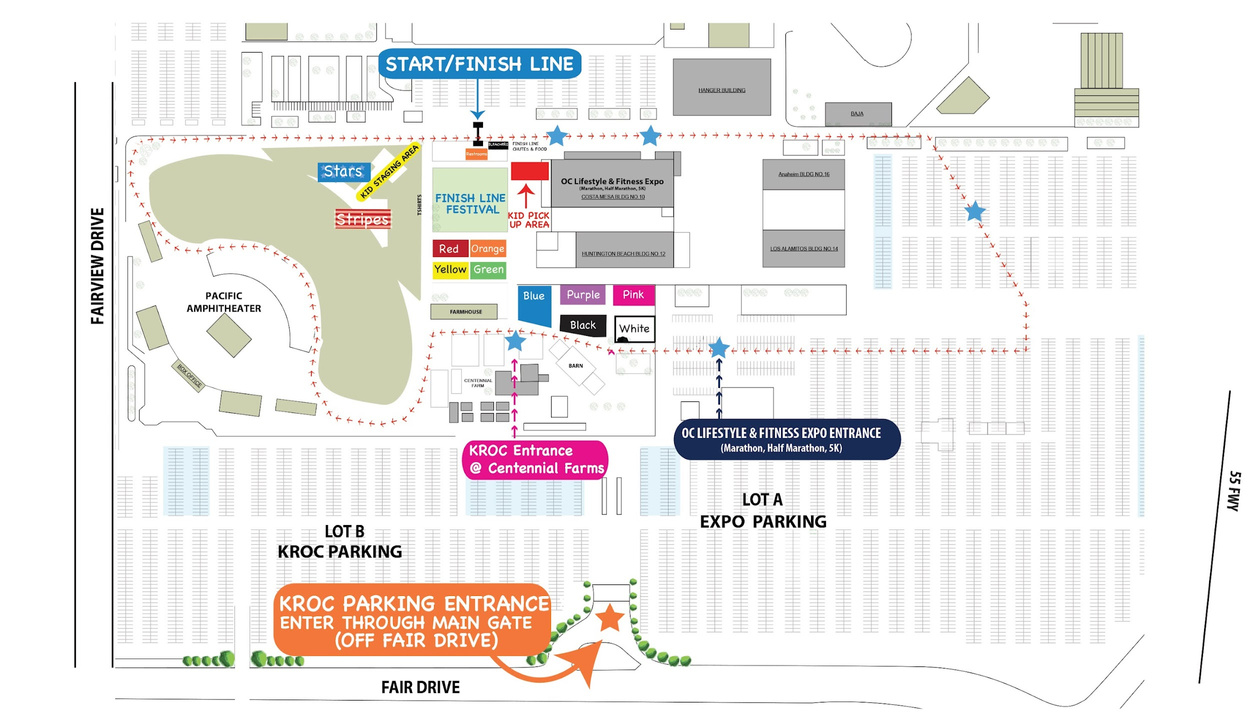 START/FINISH LINE
HANGER BUILDING
BAJA
FINISH LINE
CHUTES & FOOD
Stars
KID STAGING AREA
Stripes
TSHIRTS
FINISH LINE
FESTIVAL
KID PICK
UP AREA
OC Lifestyle & Fitness Expo
(Marathon, Half Marathon, 5K)
COSTA MESA BLDG NO. 10
Anaheim BLDG NO. 16
HUNTINGTON BEACH BLDG NO. 12
LOS ALAMITOS BLDG NO. 14
Red
Orange
Yellow
Green
FAIRVIEW DRIVE
PACIFIC
AMPHITHEATER
BOX OFFICE
FARMHOUSE
Blue
Purple
Pink
Black
White
CENTENNIAL
FARM
BARN
KROC Entrance
@ Centennial Farms
OC LIFESTYLE & FITNESS EXPO ENTRANCE
(Marathon, Half Marathon, 5K)
LOT A
EXPO PARKING
55 FWY
LOT B
KROC PARKING
KROC PARKING ENTRANCE
ENTER THROUGH MAIN GATE
(OFF FAIR DRIVE)
FAIR DRIVE